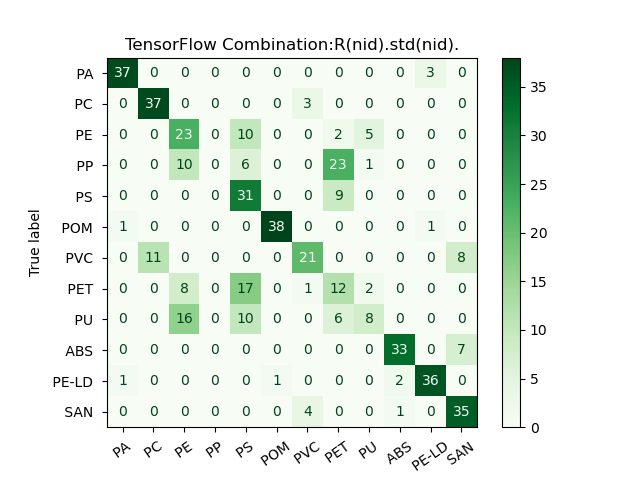 TensorFlow Combination:R(nid).std(nid).
True label
PA 37 0 0 0 0 0 0 0 0 0 3 0
PC 0 37 0 0 0 0 3 0 0 0 0 0
PE 0 0 23 0 10 0 0 2 5 0 0 0
PP 0 0 10 0 6 0 0 23 1 0 0 0
PS 0 0 0 0 31 0 0 9 0 0 0 0
POM 1 0 0 0 0 38 0 0 0 0 1 0
PVC 0 11 0 0 0 0 21 0 0 0 0 8
PET 0 0 8 0 17 0 1 12 2 0 0 0
PU 0 0 16 0 10 0 0 6 8 0 0 0
ABS 0 0 0 0 0 0 0 0 0 33 0 7
PE-LD 1 0 0 0 0 1 0 0 0 2 36 0
SAN 0 0 0 0 0 0 4 0 0 1 0 35
PA PC PE PP PS POM PVC PET PU ABS PE-LD SAN
35
30
25
20
15
10
5
0